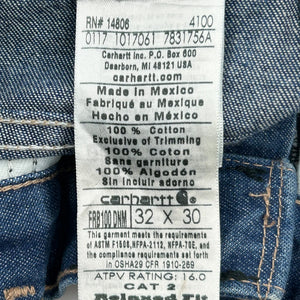 RN# 14806 4100
0117 1017061 7831756A
Carhartt inc. P.O. Box 600
Dearborn, MI 48121
carhartt.com
Made in Mexico
Fabriqué au Mexique
Hecho en México
100 % Cotton
Exclusive of Trimming
100 % Coton
Sans garniture
100 % Algodón
Sin incluir adorno
carhartt
FRB100 DNM 32 X 30
This garment meets the requirements
of ASTM F1506, NFPA-2112, NFPA-70E, and
the compliance requirements set forth
in OSHA29 CFR 1910-269
ATPV RATING: 16.0
CAT 2
Relaxed Fit